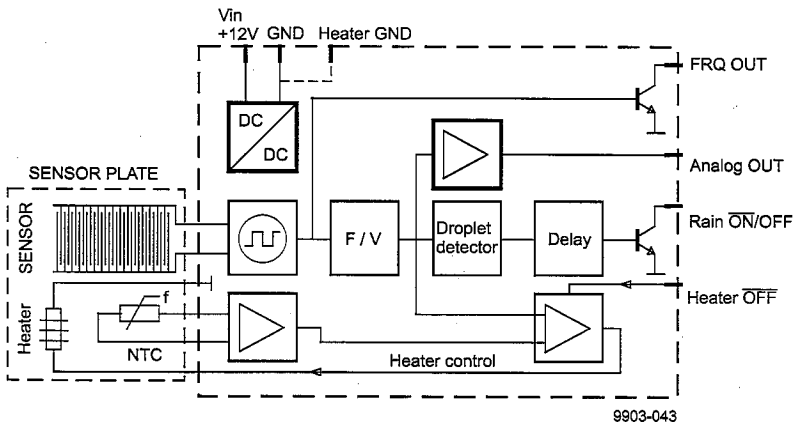 Vin
+12V GND Heater GND
FRQ OUT
DC
DC
Analog OUT
SENSOR PLATE
SENSOR
F / V
Droplet
detector
Delay
Rain ON/OFF
Heater OFF
f
Heater
NTC
Heater control
9903-043